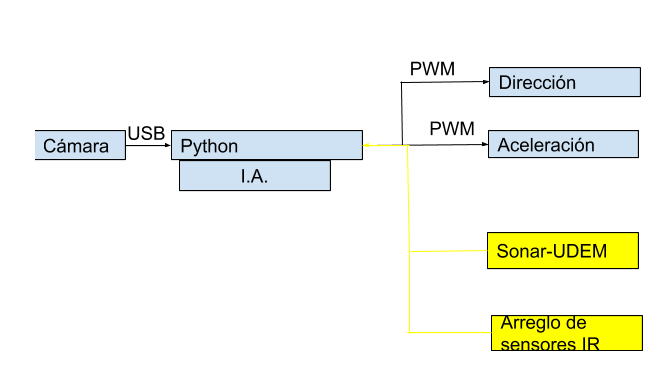 PWM
Dirección
USB
PWM
Cámara
Python
Aceleración
I.A.
Sonar-UDEM
Arreglo de
sensores IR